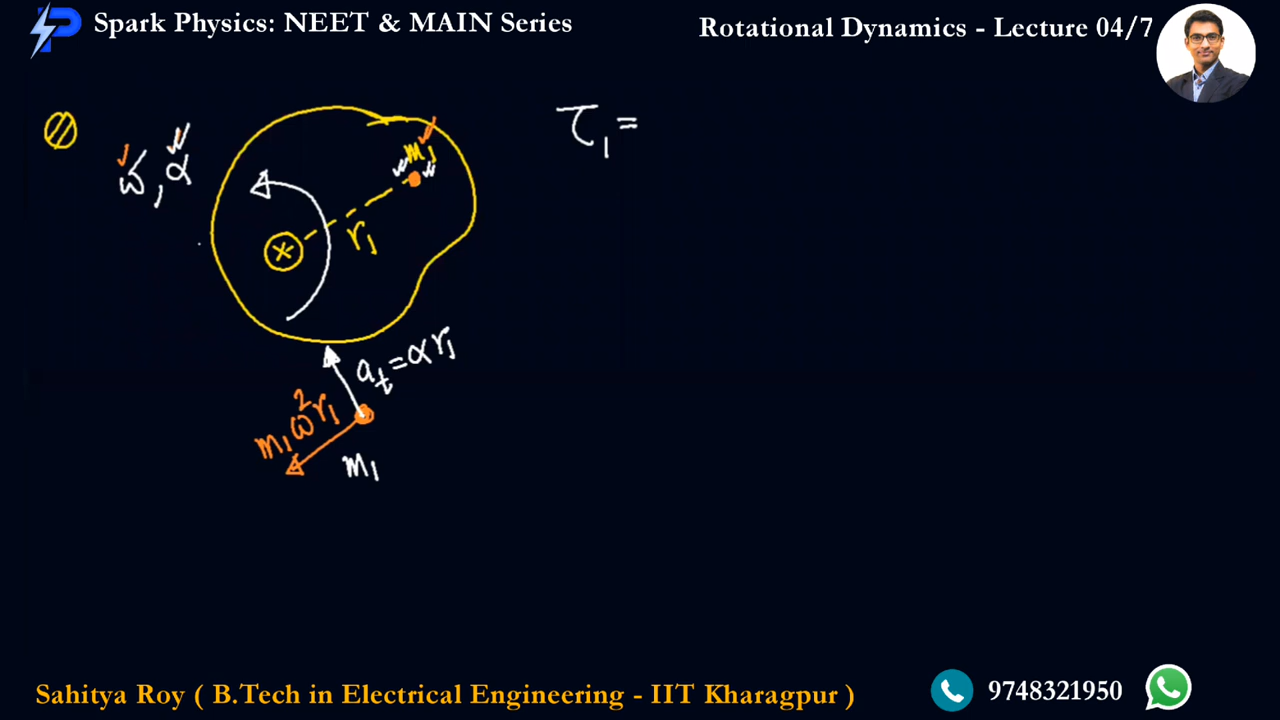 Spark Physics: NEET & MAIN Series
Rotational Dynamics - Lecture 04/7
ω, α
m₁
r₁
τ₁ =
aₜ = αr₁
m₁ω²r₁
m₁
Sahitya Roy ( B.Tech in Electrical Engineering - IIT Kharagpur )
9748321950